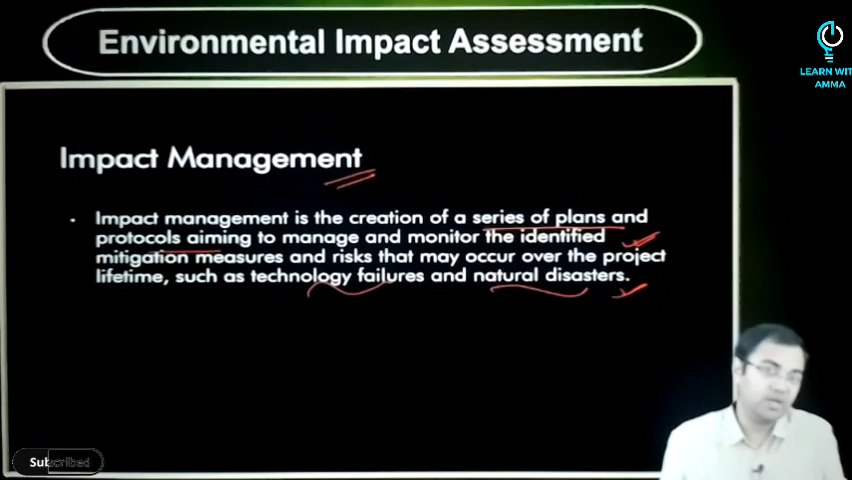 Environmental Impact Assessment
LEARN WIT
AMMA
Impact Management
• Impact management is the creation of a series of plans and
protocols aiming to manage and monitor the identified
mitigation measures and risks that may occur over the project
lifetime, such as technology failures and natural disasters.
Subscribed